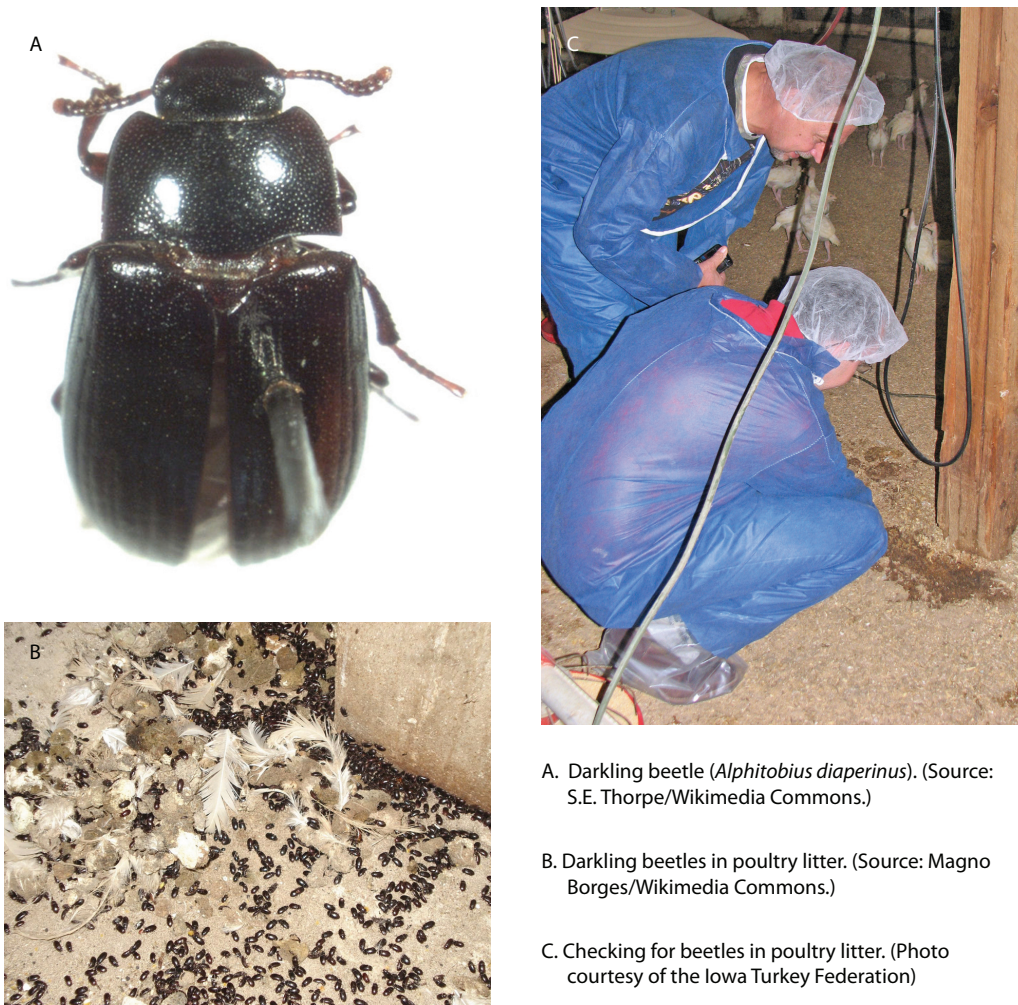 A
C
B
A. Darkling beetle (Alphitobius diaperinus). (Source:
S.E. Thorpe/Wikimedia Commons.)
B. Darkling beetles in poultry litter. (Source: Magno
Borges/Wikimedia Commons.)
C. Checking for beetles in poultry litter. (Photo
courtesy of the Iowa Turkey Federation)